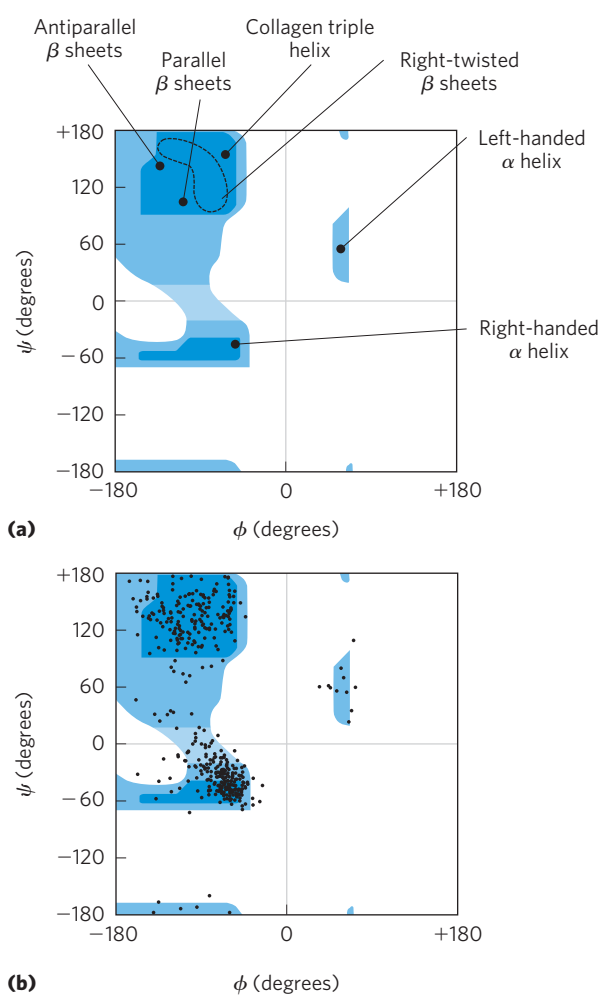 Antiparallel
β sheets
Parallel
β sheets
Collagen triple
helix
Right-twisted
β sheets
Left-handed
α helix
Right-handed
α helix
+180
120
60
0
−60
−120
−180
ψ (degrees)
−180
0
+180
(a)
ϕ (degrees)
+180
120
60
0
−60
−120
−180
ψ (degrees)
−180
0
+180
(b)
ϕ (degrees)